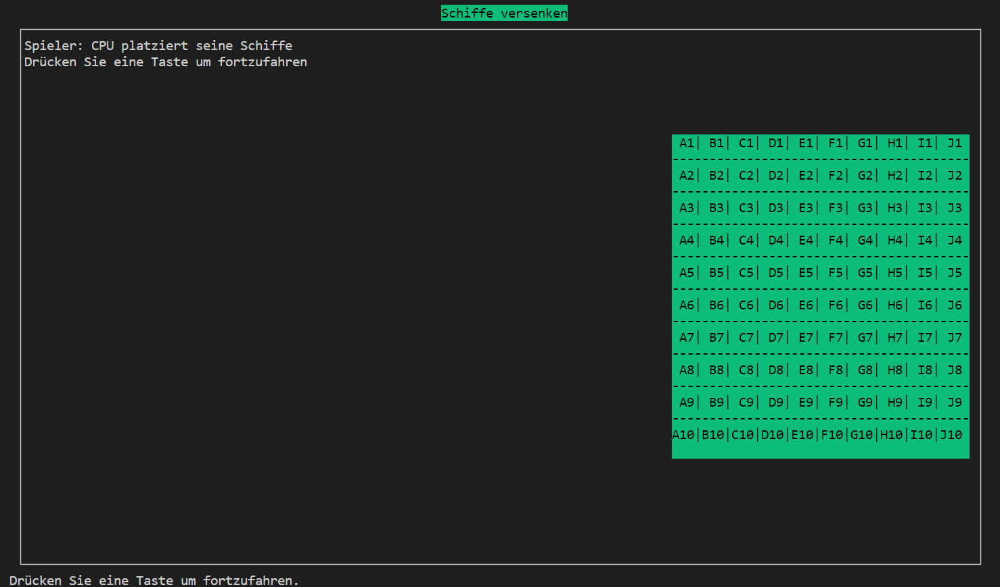 Schiffe versenken
Spieler: CPU platziert seine Schiffe
Drücken Sie eine Taste um fortzufahren
A1| B1| C1| D1| E1| F1| G1| H1| I1| J1
----------------------------------------
A2| B2| C2| D2| E2| F2| G2| H2| I2| J2
----------------------------------------
A3| B3| C3| D3| E3| F3| G3| H3| I3| J3
----------------------------------------
A4| B4| C4| D4| E4| F4| G4| H4| I4| J4
----------------------------------------
A5| B5| C5| D5| E5| F5| G5| H5| I5| J5
----------------------------------------
A6| B6| C6| D6| E6| F6| G6| H6| I6| J6
----------------------------------------
A7| B7| C7| D7| E7| F7| G7| H7| I7| J7
----------------------------------------
A8| B8| C8| D8| E8| F8| G8| H8| I8| J8
----------------------------------------
A9| B9| C9| D9| E9| F9| G9| H9| I9| J9
----------------------------------------
A10|B10|C10|D10|E10|F10|G10|H10|I10|J10
Drücken Sie eine Taste um fortzufahren.